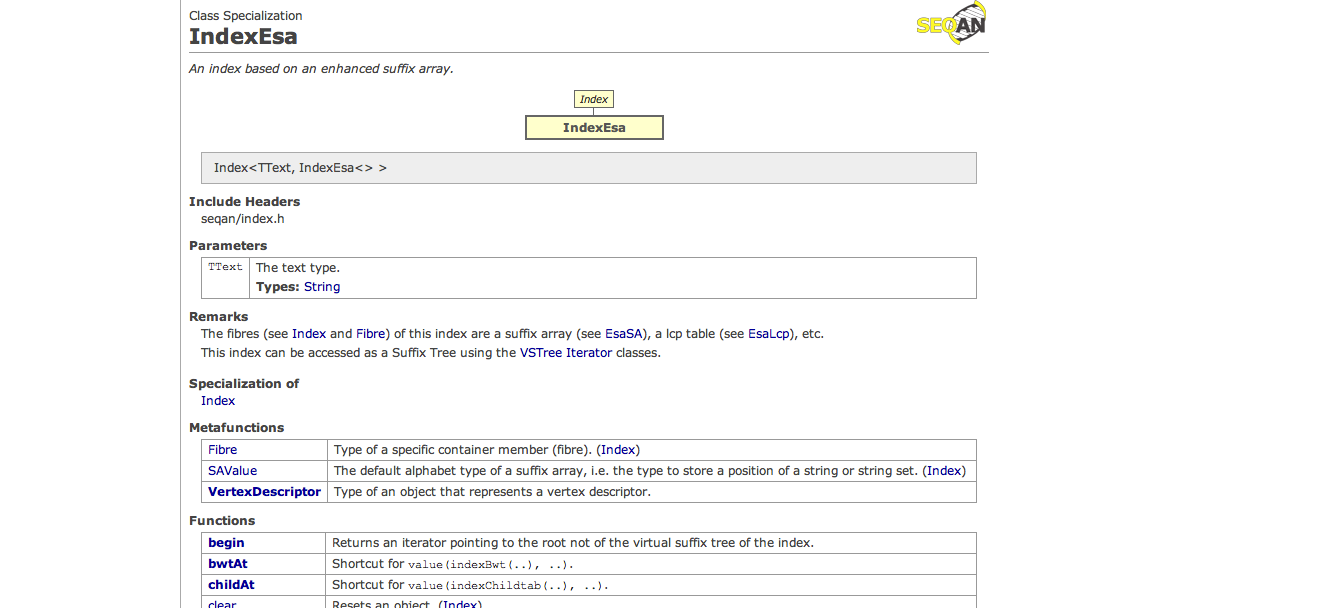 Class Specialization
IndexEsa
SEQAN
An index based on an enhanced suffix array.
Index
IndexEsa
Index<TText, IndexEsa<> >
Include Headers
seqan/index.h
Parameters
TText The text type.
Types: String
Remarks
The fibres (see Index and Fibre) of this index are a suffix array (see EsaSA), a lcp table (see EsaLcp), etc.
This index can be accessed as a Suffix Tree using the VSTree Iterator classes.
Specialization of
Index
Metafunctions
Fibre Type of a specific container member (fibre). (Index)
SAValue The default alphabet type of a suffix array, i.e. the type to store a position of a string or string set. (Index)
VertexDescriptor Type of an object that represents a vertex descriptor.
Functions
begin Returns an iterator pointing to the root not of the virtual suffix tree of the index.
bwtAt Shortcut for value(indexBwt(..), ..).
childAt Shortcut for value(indexChildtab(..), ..).
clear Resets an object. (Index)